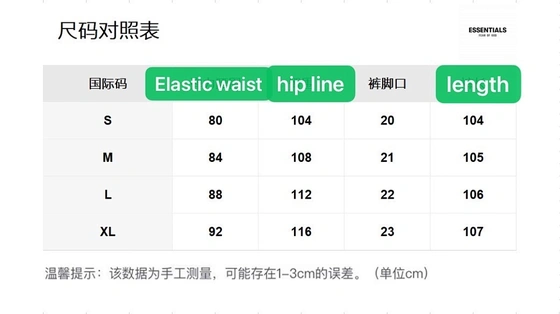 尺码对照表
ESSENTIALS
国际码 Elastic waist hip line 裤脚口 length
S 80 104 20 104
M 84 108 21 105
L 88 112 22 106
XL 92 116 23 107
温馨提示：该数据为手工测量，可能存在1-3cm的误差。（单位cm）